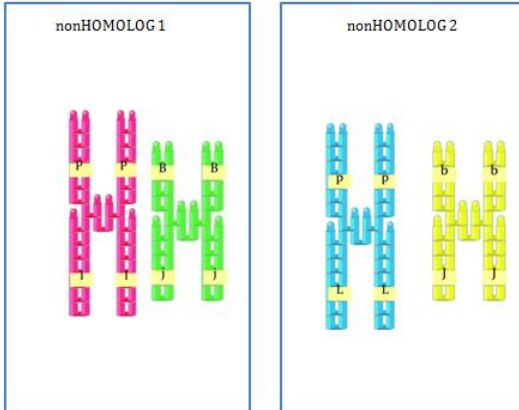 nonHOMOLOG 1
P P B B
l l j j
nonHOMOLOG 2
p p b b
L L J J